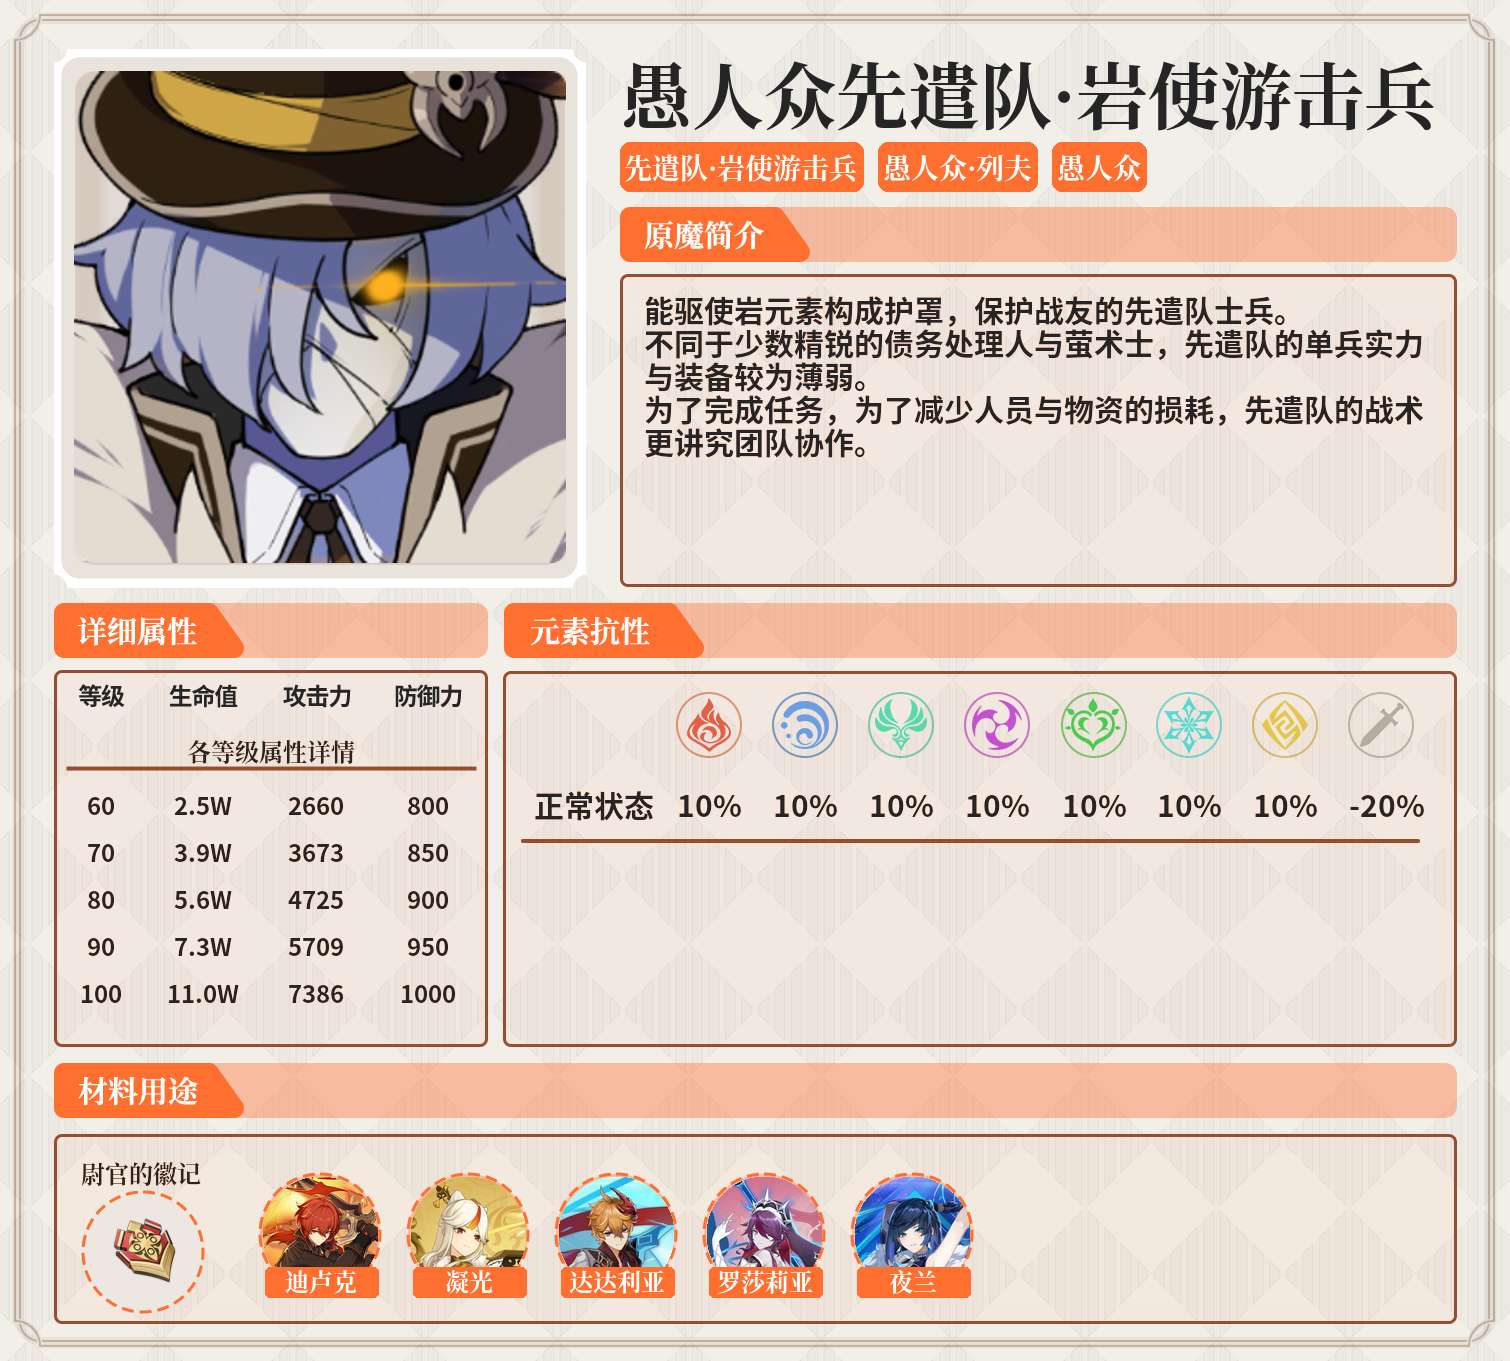 愚人众先遣队·岩使游击兵
先遣队·岩使游击兵 愚人众·列夫 愚人众
原魔简介
能驱使岩元素构成护罩，保护战友的先遣队士兵。
不同于少数精锐的债务处理人与萤术士，先遣队的单兵实力
与装备较为薄弱。
为了完成任务，为了减少人员与物资的损耗，先遣队的战术
更讲究团队协作。
详细属性
等级 生命值 攻击力 防御力
各等级属性详情
60 2.5W 2660 800
70 3.9W 3673 850
80 5.6W 4725 900
90 7.3W 5709 950
100 11.0W 7386 1000
元素抗性
正常状态 10% 10% 10% 10% 10% 10% 10% -20%
材料用途
尉官的徽记
迪卢克 凝光 达达利亚 罗莎莉亚 夜兰